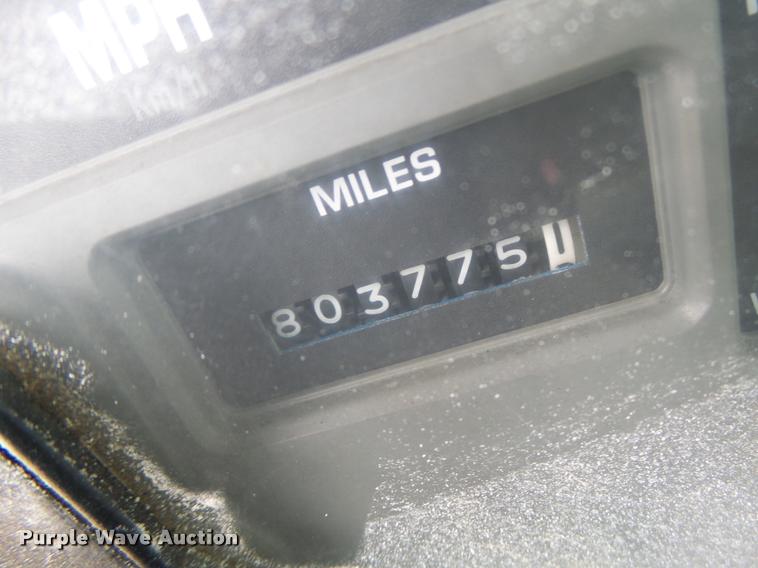 MPH
Km/h
MILES
803775
Purple Wave Auction